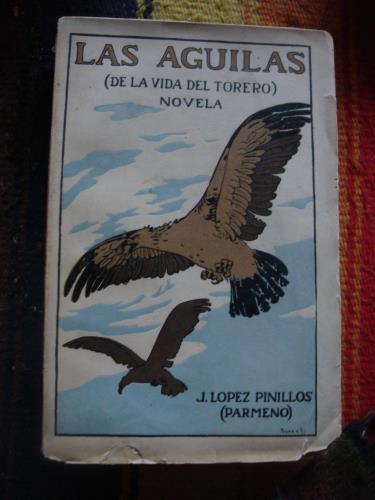 LAS AGUILAS
(DE LA VIDA DEL TORERO)
NOVELA
J. LOPEZ PINILLOS
(PARMENO)